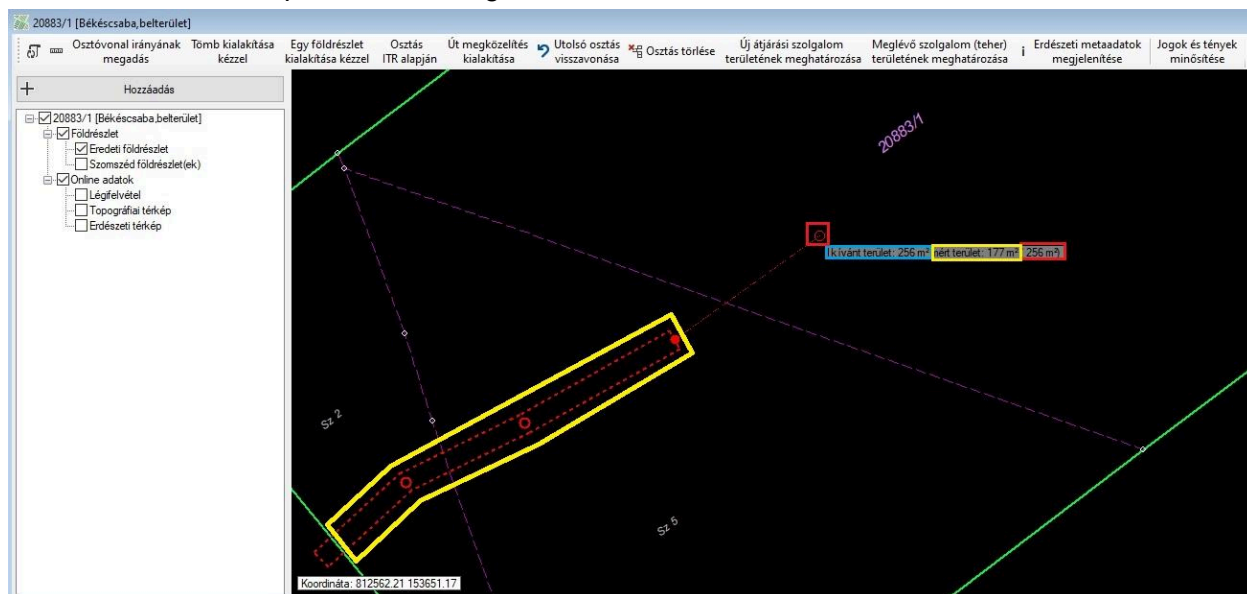 20883/1 [Békéscsaba,belterület]
Osztóvonal irányának megadás
Tömb kialakítása kézzel
Egy földrészlet kialakítása kézzel
Osztás ITR alapján
Út megközelítés kialakítása
Utolsó osztás visszavonása
Osztás törlése
Új átjárási szolgalom területének meghatározása
Meglévő szolgalom (teher) területének meghatározása
i
Erdészeti metaadatok megjelenítése
Jogok és tények minősítése
Hozzáadás
20883/1 [Békéscsaba,belterület]
Földrészlet
Eredeti földrészlet
Szomszéd földrészlet(ek)
Online adatok
Légifelvétel
Topográfiai térkép
Erdészeti térkép
20883/1
kívánt terület: 256 m² mért terület: 177 m² 256 m²)
Sz 2
Sz 5
Koordináta: 812562.21 153651.17